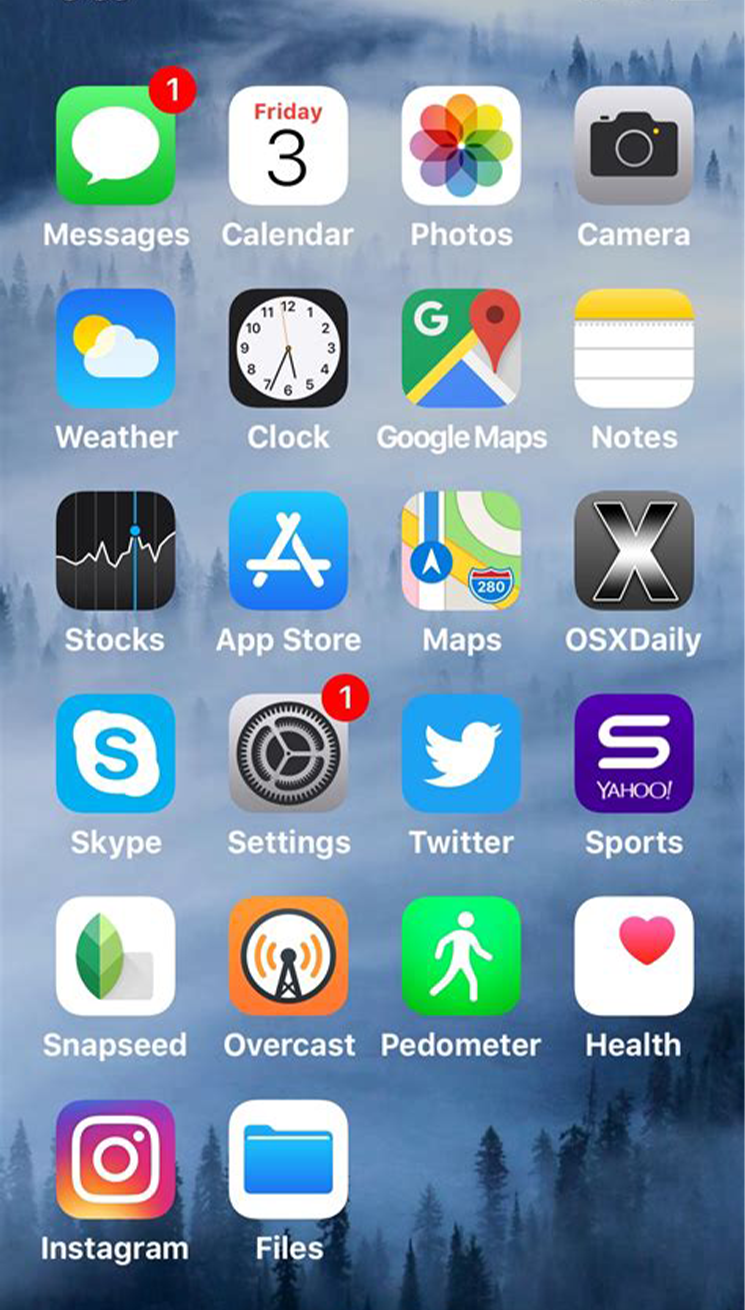 1
Friday
3
Messages Calendar Photos Camera
11 12 1
10 2
9 3
8 4
7 6 5
G
Weather Clock Google Maps Notes
280
X
Stocks App Store Maps OSXDaily
1
S
S
YAHOO!
Skype Settings Twitter Sports
Snapseed Overcast Pedometer Health
Instagram Files